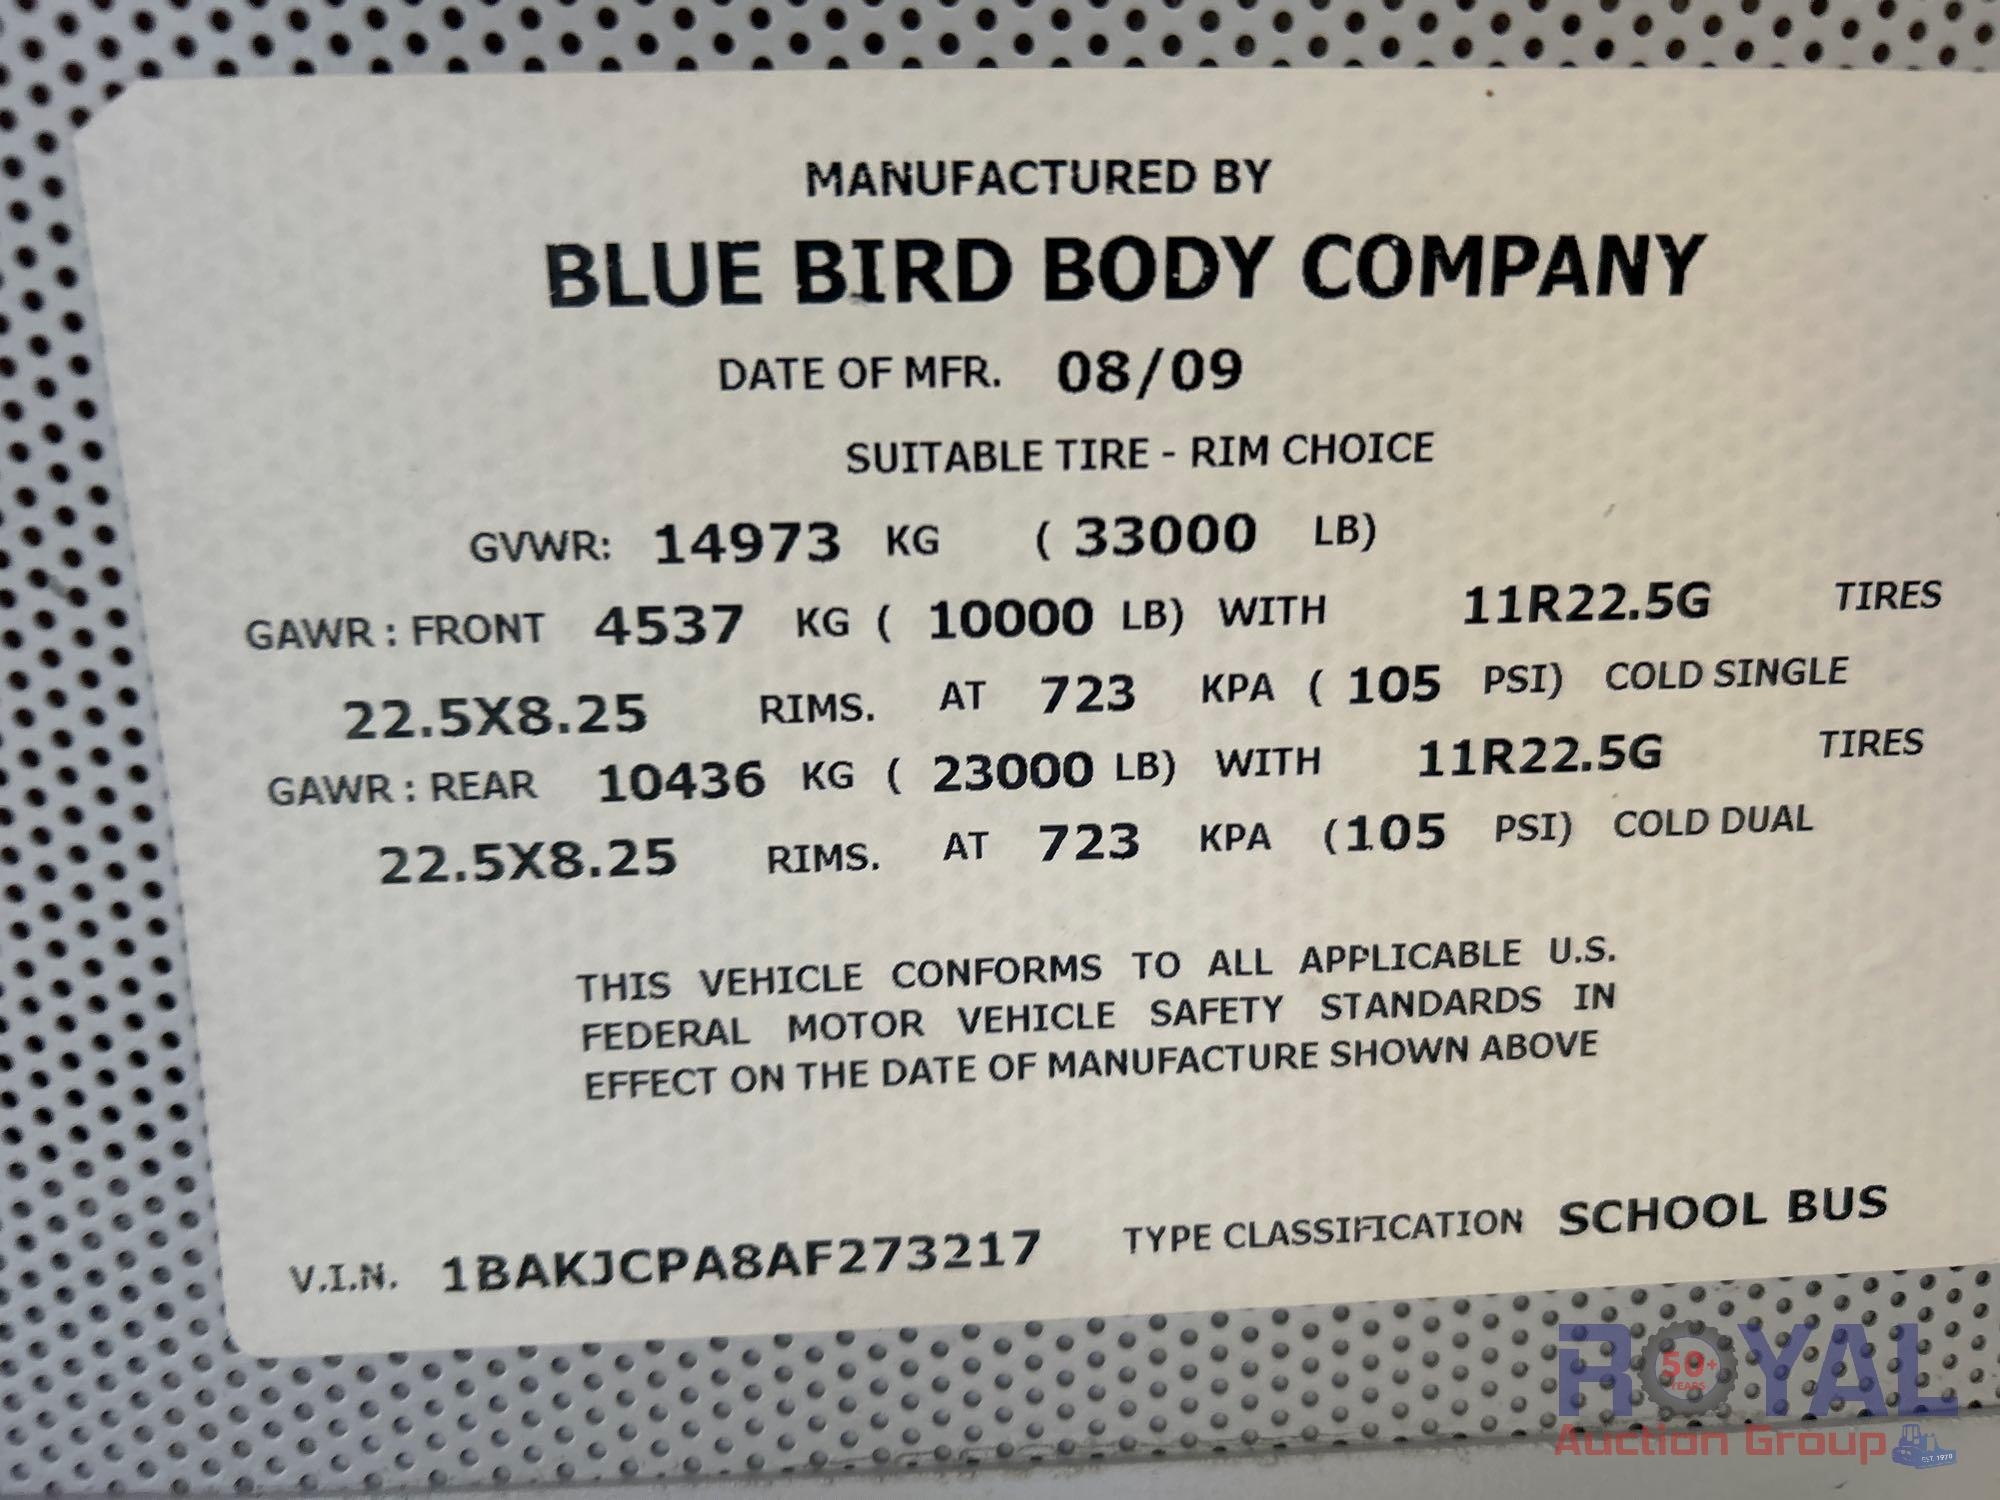 MANUFACTURED BY
BLUE BIRD BODY COMPANY
DATE OF MFR. 08/09
SUITABLE TIRE - RIM CHOICE
GVWR: 14973 KG ( 33000 LB)
GAWR : FRONT 4537 KG ( 10000 LB) WITH 11R22.5G TIRES
22.5X8.25 RIMS. AT 723 KPA ( 105 PSI) COLD SINGLE
GAWR : REAR 10436 KG ( 23000 LB) WITH 11R22.5G TIRES
22.5X8.25 RIMS. AT 723 KPA (105 PSI) COLD DUAL
THIS VEHICLE CONFORMS TO ALL APPLICABLE U.S.
FEDERAL MOTOR VEHICLE SAFETY STANDARDS IN
EFFECT ON THE DATE OF MANUFACTURE SHOWN ABOVE
V.I.N. 1BAKJCPA8AF273217 TYPE CLASSIFICATION SCHOOL BUS
ROYAL
50+
YEARS
Auction Group
EST. 1970